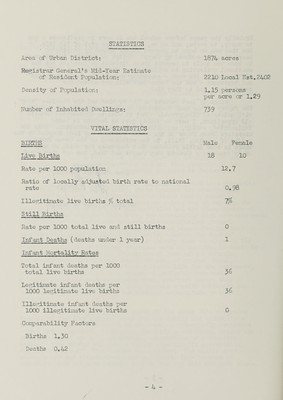 STATISTICS
Area of Urban District: 1874 acres
Registrar General's Mid-Year Estimate
of Resident Population: 2210 Local Est.2402
Density of Population: 1.15 persons
per acre or 1.29
Number of Inhabited Dwellings: 739
VITAL STATISTICS
BIRTHS Male Female
Live Births 18 10
Rate per 1000 population 12.7
Ratio of locally adjusted birth rate to national
rate 0.98
Illegitimate live births % total 7%
Still Births
Rate per 1000 total live and still births 0
Infant Deaths (deaths under 1 year) 1
Infant Mortality Rates
Total infant deaths per 1000
total live births 36
Legitimate infant deaths per
1000 legitimate live births 36
Illegitimate infant deaths per
1000 illegitimate live births 0
Comparability Factors
Births 1.30
Deaths 0.42
- 4 -